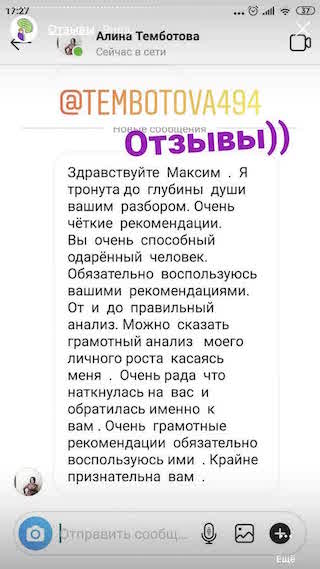 17:27
37
Отзывы
Алина Темботова
Сейчас в сети
@TEMBOTOVA494
Новые сообщения
Отзывы))
Здравствуйте Максим . Я
тронута до глубины души
вашим разбором. Очень
чёткие рекомендации.
Вы очень способный
одарённый человек.
Обязательно воспользуюсь
вашими рекомендациями.
От и до правильный
анализ. Можно сказать
грамотный анализ моего
личного роста касаясь
меня . Очень рада что
наткнулась на вас и
обратилась именно к
вам . Очень грамотные
рекомендации обязательно
воспользуюсь ими . Крайне
признательна вам .
Отправить сообщ...
Ещё